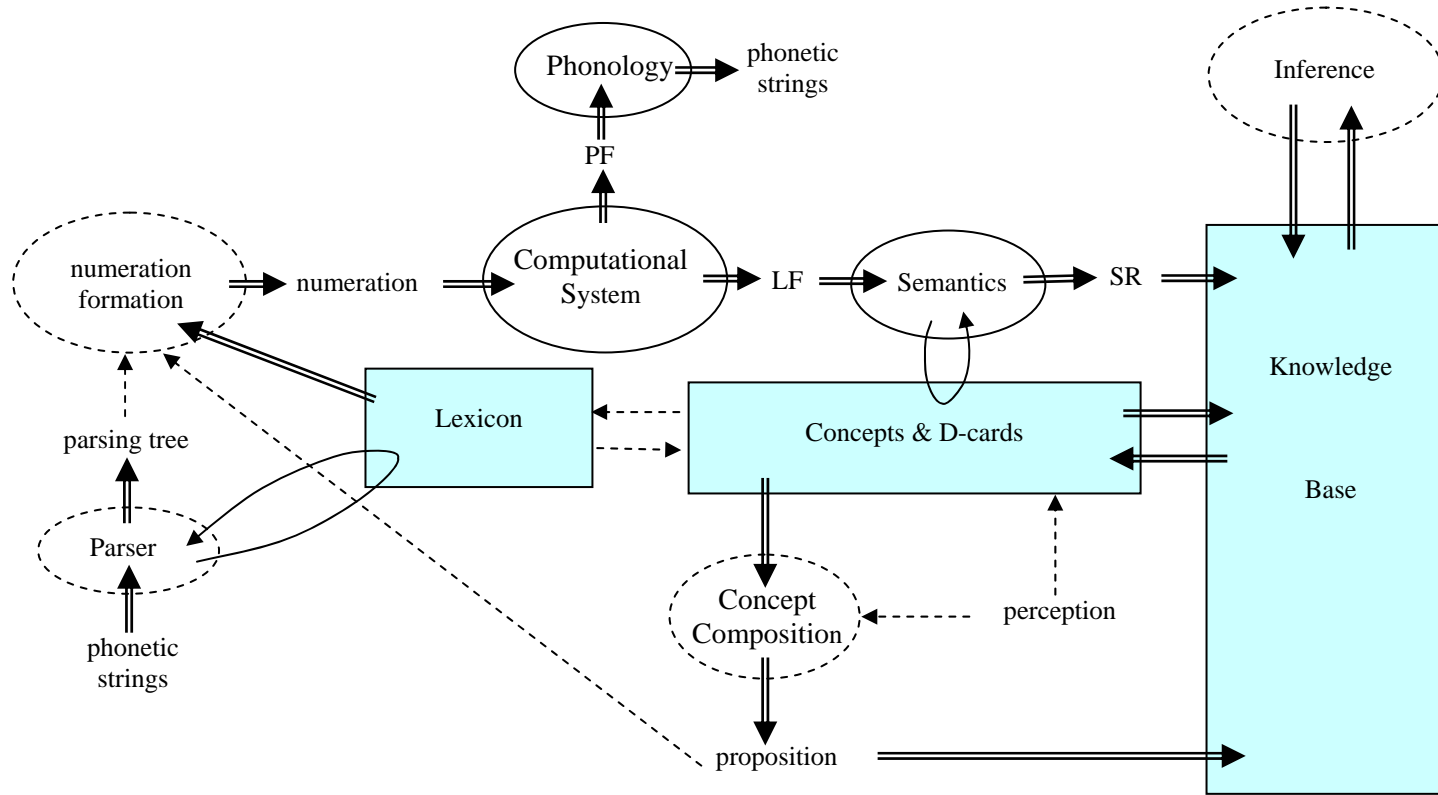 Phonology
phonetic
strings
Inference
PF
numeration
formation
numeration
Computational
System
LF
Semantics
SR
Knowledge
Base
Lexicon
Concepts & D-cards
parsing tree
Parser
phonetic
strings
Concept
Composition
perception
proposition